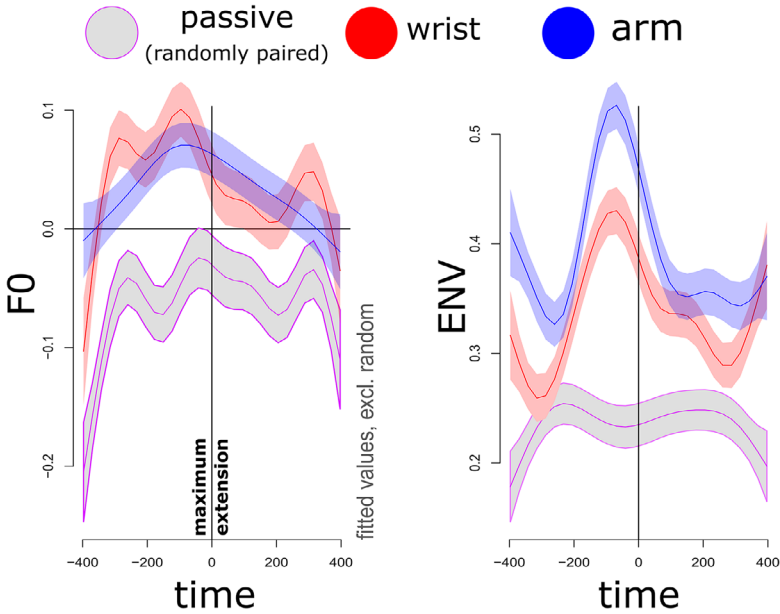 passive
(randomly paired)
wrist
arm
F0
0.1
0.0
−0.1
−0.2
maximum
extension
fitted values, excl. random
−400
−200
0
200
400
time
ENV
0.5
0.4
0.3
0.2
−400
−200
0
200
400
time